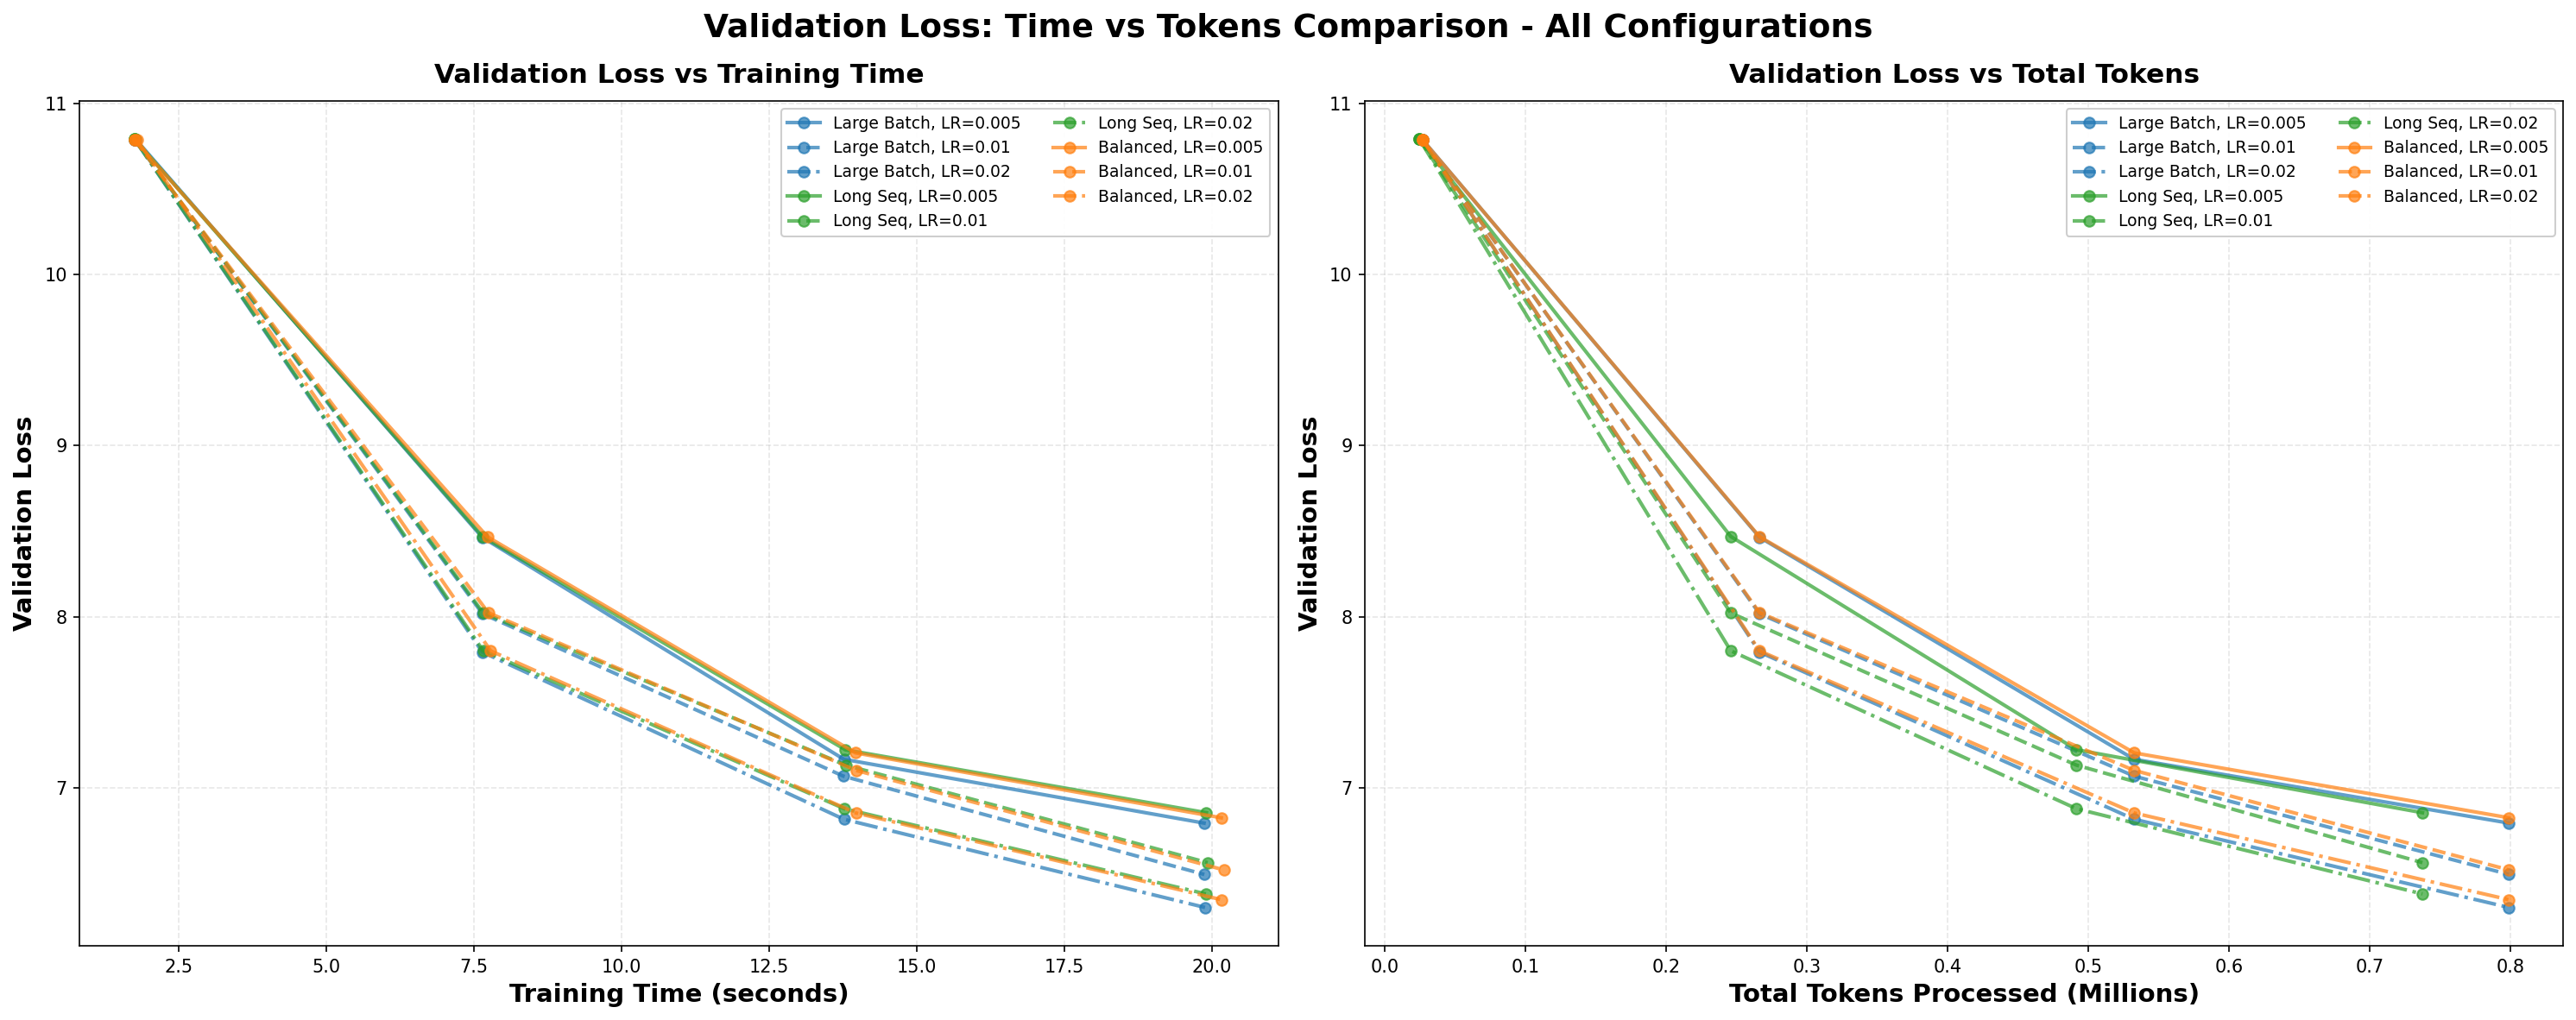 Validation Loss: Time vs Tokens Comparison - All Configurations
Validation Loss vs Training Time
Validation Loss
11
10
9
8
7
Large Batch, LR=0.005
Large Batch, LR=0.01
Large Batch, LR=0.02
Long Seq, LR=0.005
Long Seq, LR=0.01
Long Seq, LR=0.02
Balanced, LR=0.005
Balanced, LR=0.01
Balanced, LR=0.02
2.5 5.0 7.5 10.0 12.5 15.0 17.5 20.0
Training Time (seconds)
Validation Loss vs Total Tokens
Validation Loss
11
10
9
8
7
Large Batch, LR=0.005
Large Batch, LR=0.01
Large Batch, LR=0.02
Long Seq, LR=0.005
Long Seq, LR=0.01
Long Seq, LR=0.02
Balanced, LR=0.005
Balanced, LR=0.01
Balanced, LR=0.02
0.0 0.1 0.2 0.3 0.4 0.5 0.6 0.7 0.8
Total Tokens Processed (Millions)